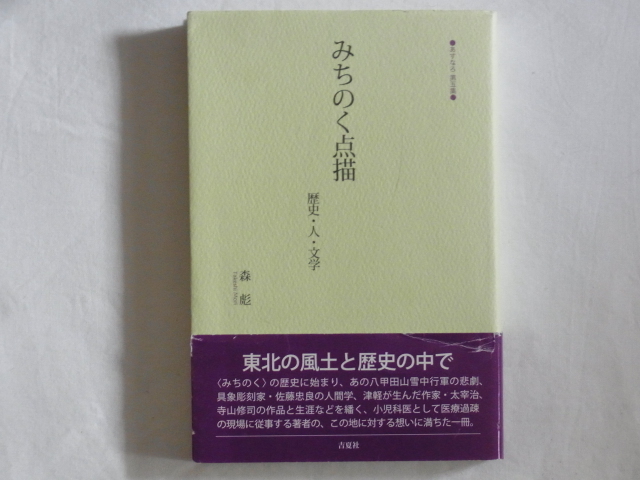 みちのく点描
歴史・人・文学
森 彪
東北の風土と歴史の中で
〈みちのく〉の歴史に始まり、あの八甲田山雪中行軍の悲劇、
具象彫刻家・佐藤忠良の人間学、津軽が生んだ作家・太宰治、
寺山修司の作品と生涯などを繙く、小児科医として医療過疎
の現場に従事する著者の、この地に対する想いに満ちた一冊。
吉夏社